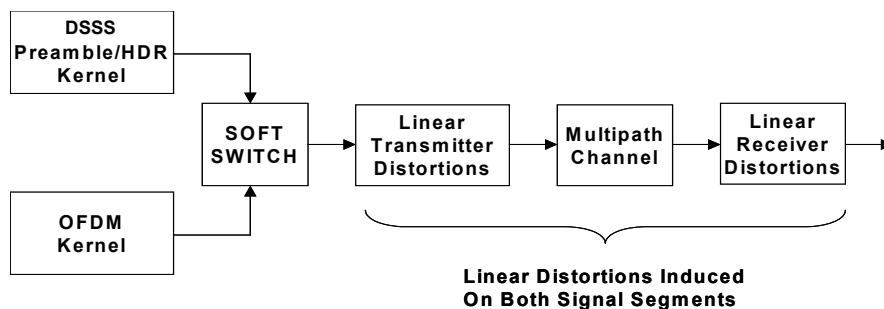 DSSS
Preamble/HDR
Kernel
SOFT
SWITCH
Linear
Transmitter
Distortions
Multipath
Channel
Linear
Receiver
Distortions
OFDM
Kernel
Linear Distortions Induced
On Both Signal Segments